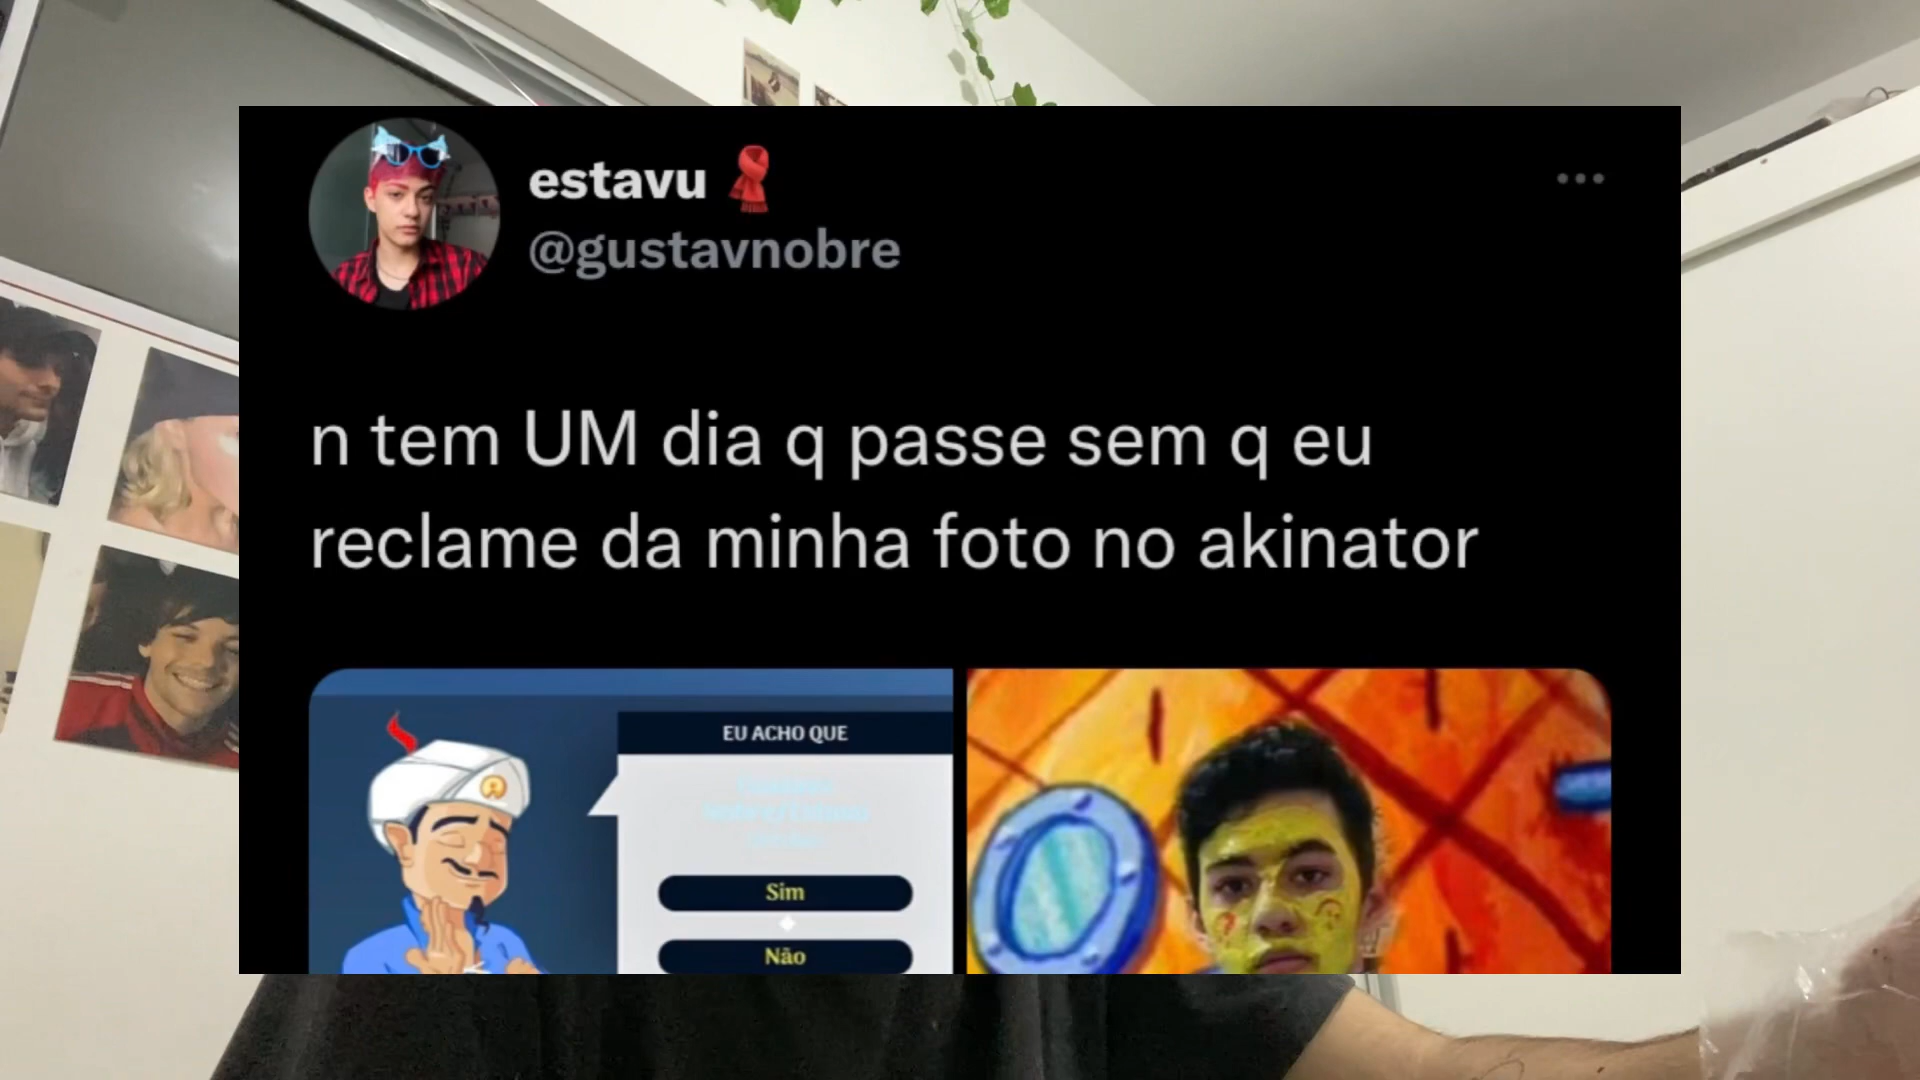 estavu
@gustavnobre
n tem UM dia q passe sem q eu
reclame da minha foto no akinator
EU ACHO QUE
Sim
Não